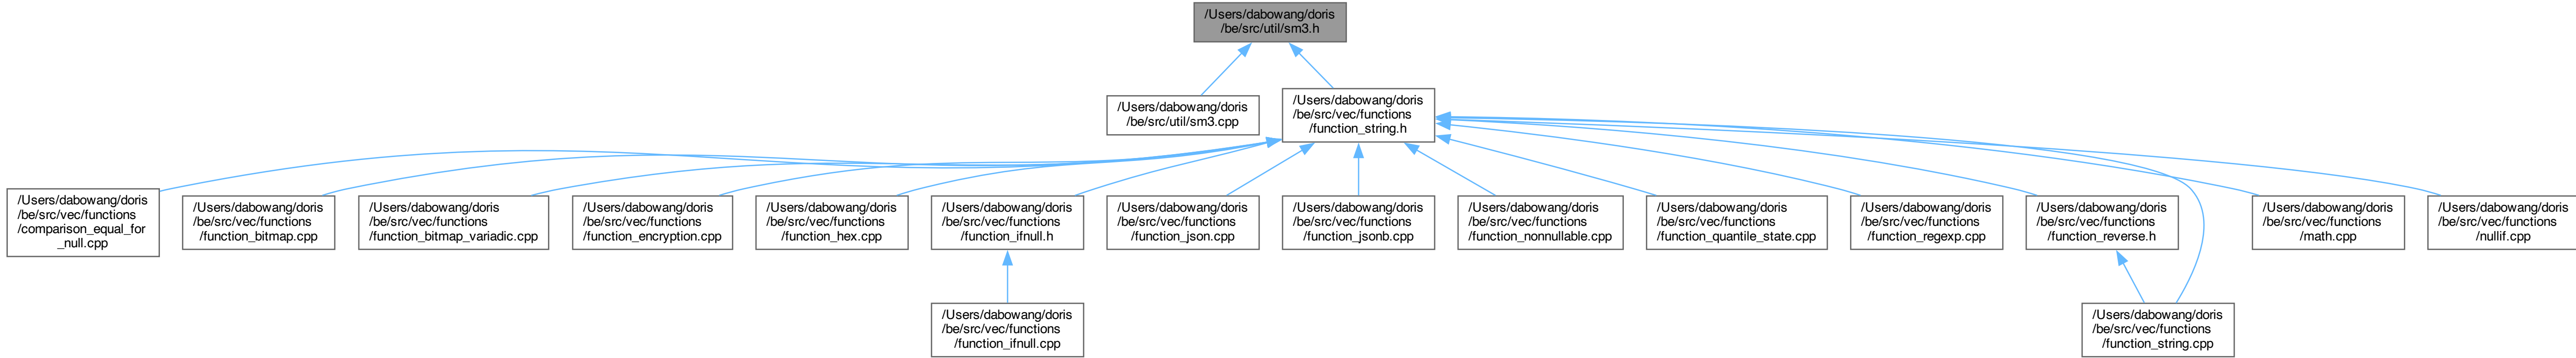 /Users/dabowang/doris
/be/src/util/sm3.h
/Users/dabowang/doris
/be/src/util/sm3.cpp
/Users/dabowang/doris
/be/src/vec/functions
/function_string.h
/Users/dabowang/doris
/be/src/vec/functions
/comparison_equal_for
_null.cpp
/Users/dabowang/doris
/be/src/vec/functions
/function_bitmap.cpp
/Users/dabowang/doris
/be/src/vec/functions
/function_bitmap_variadic.cpp
/Users/dabowang/doris
/be/src/vec/functions
/function_encryption.cpp
/Users/dabowang/doris
/be/src/vec/functions
/function_hex.cpp
/Users/dabowang/doris
/be/src/vec/functions
/function_ifnull.h
/Users/dabowang/doris
/be/src/vec/functions
/function_json.cpp
/Users/dabowang/doris
/be/src/vec/functions
/function_jsonb.cpp
/Users/dabowang/doris
/be/src/vec/functions
/function_nonnullable.cpp
/Users/dabowang/doris
/be/src/vec/functions
/function_quantile_state.cpp
/Users/dabowang/doris
/be/src/vec/functions
/function_regexp.cpp
/Users/dabowang/doris
/be/src/vec/functions
/function_reverse.h
/Users/dabowang/doris
/be/src/vec/functions
/math.cpp
/Users/dabowang/doris
/be/src/vec/functions
/nullif.cpp
/Users/dabowang/doris
/be/src/vec/functions
/function_ifnull.cpp
/Users/dabowang/doris
/be/src/vec/functions
/function_string.cpp